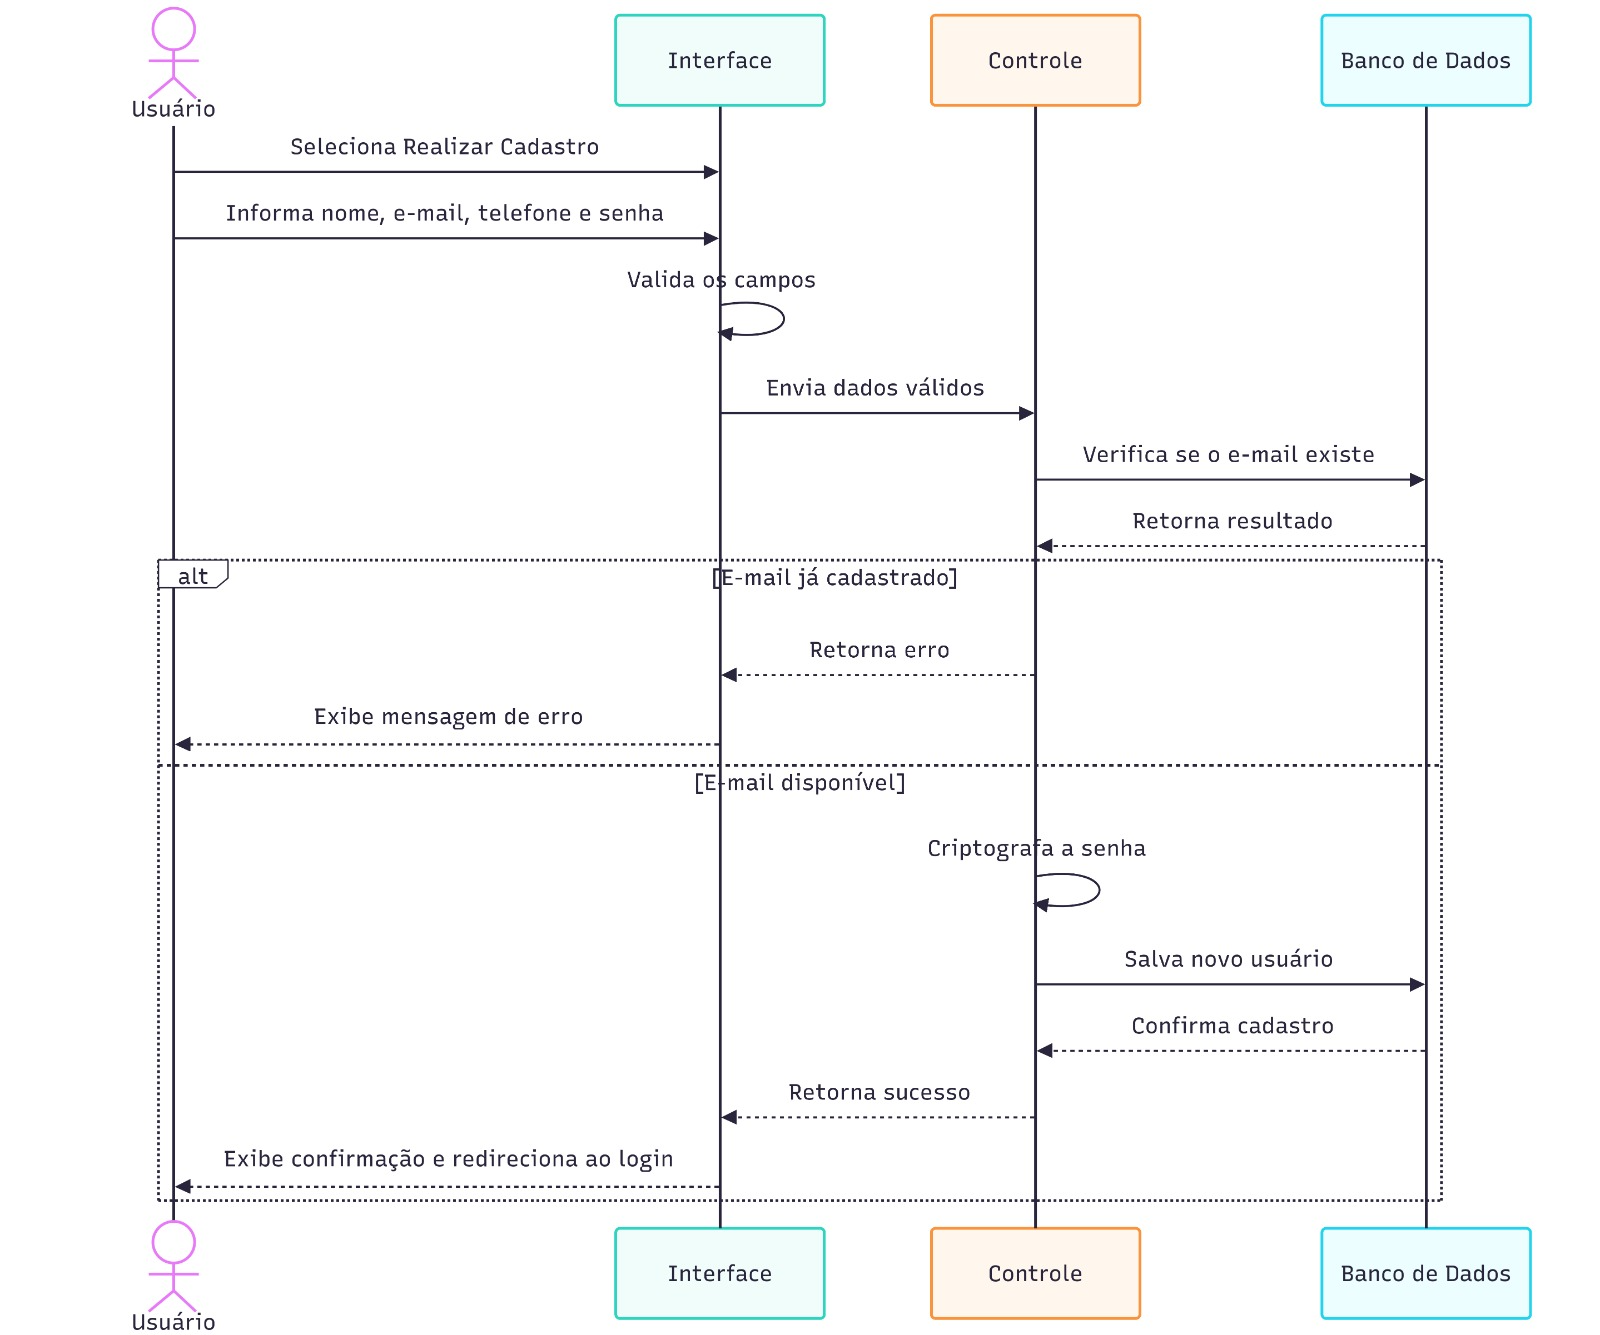 Usuário
Interface
Controle
Banco de Dados
Seleciona Realizar Cadastro
Informa nome, e-mail, telefone e senha
Valida os campos
Envia dados válidos
Verifica se o e-mail existe
Retorna resultado
alt
[E-mail já cadastrado]
Retorna erro
Exibe mensagem de erro
[E-mail disponível]
Criptografa a senha
Salva novo usuário
Confirma cadastro
Retorna sucesso
Exibe confirmação e redireciona ao login
Usuário
Interface
Controle
Banco de Dados